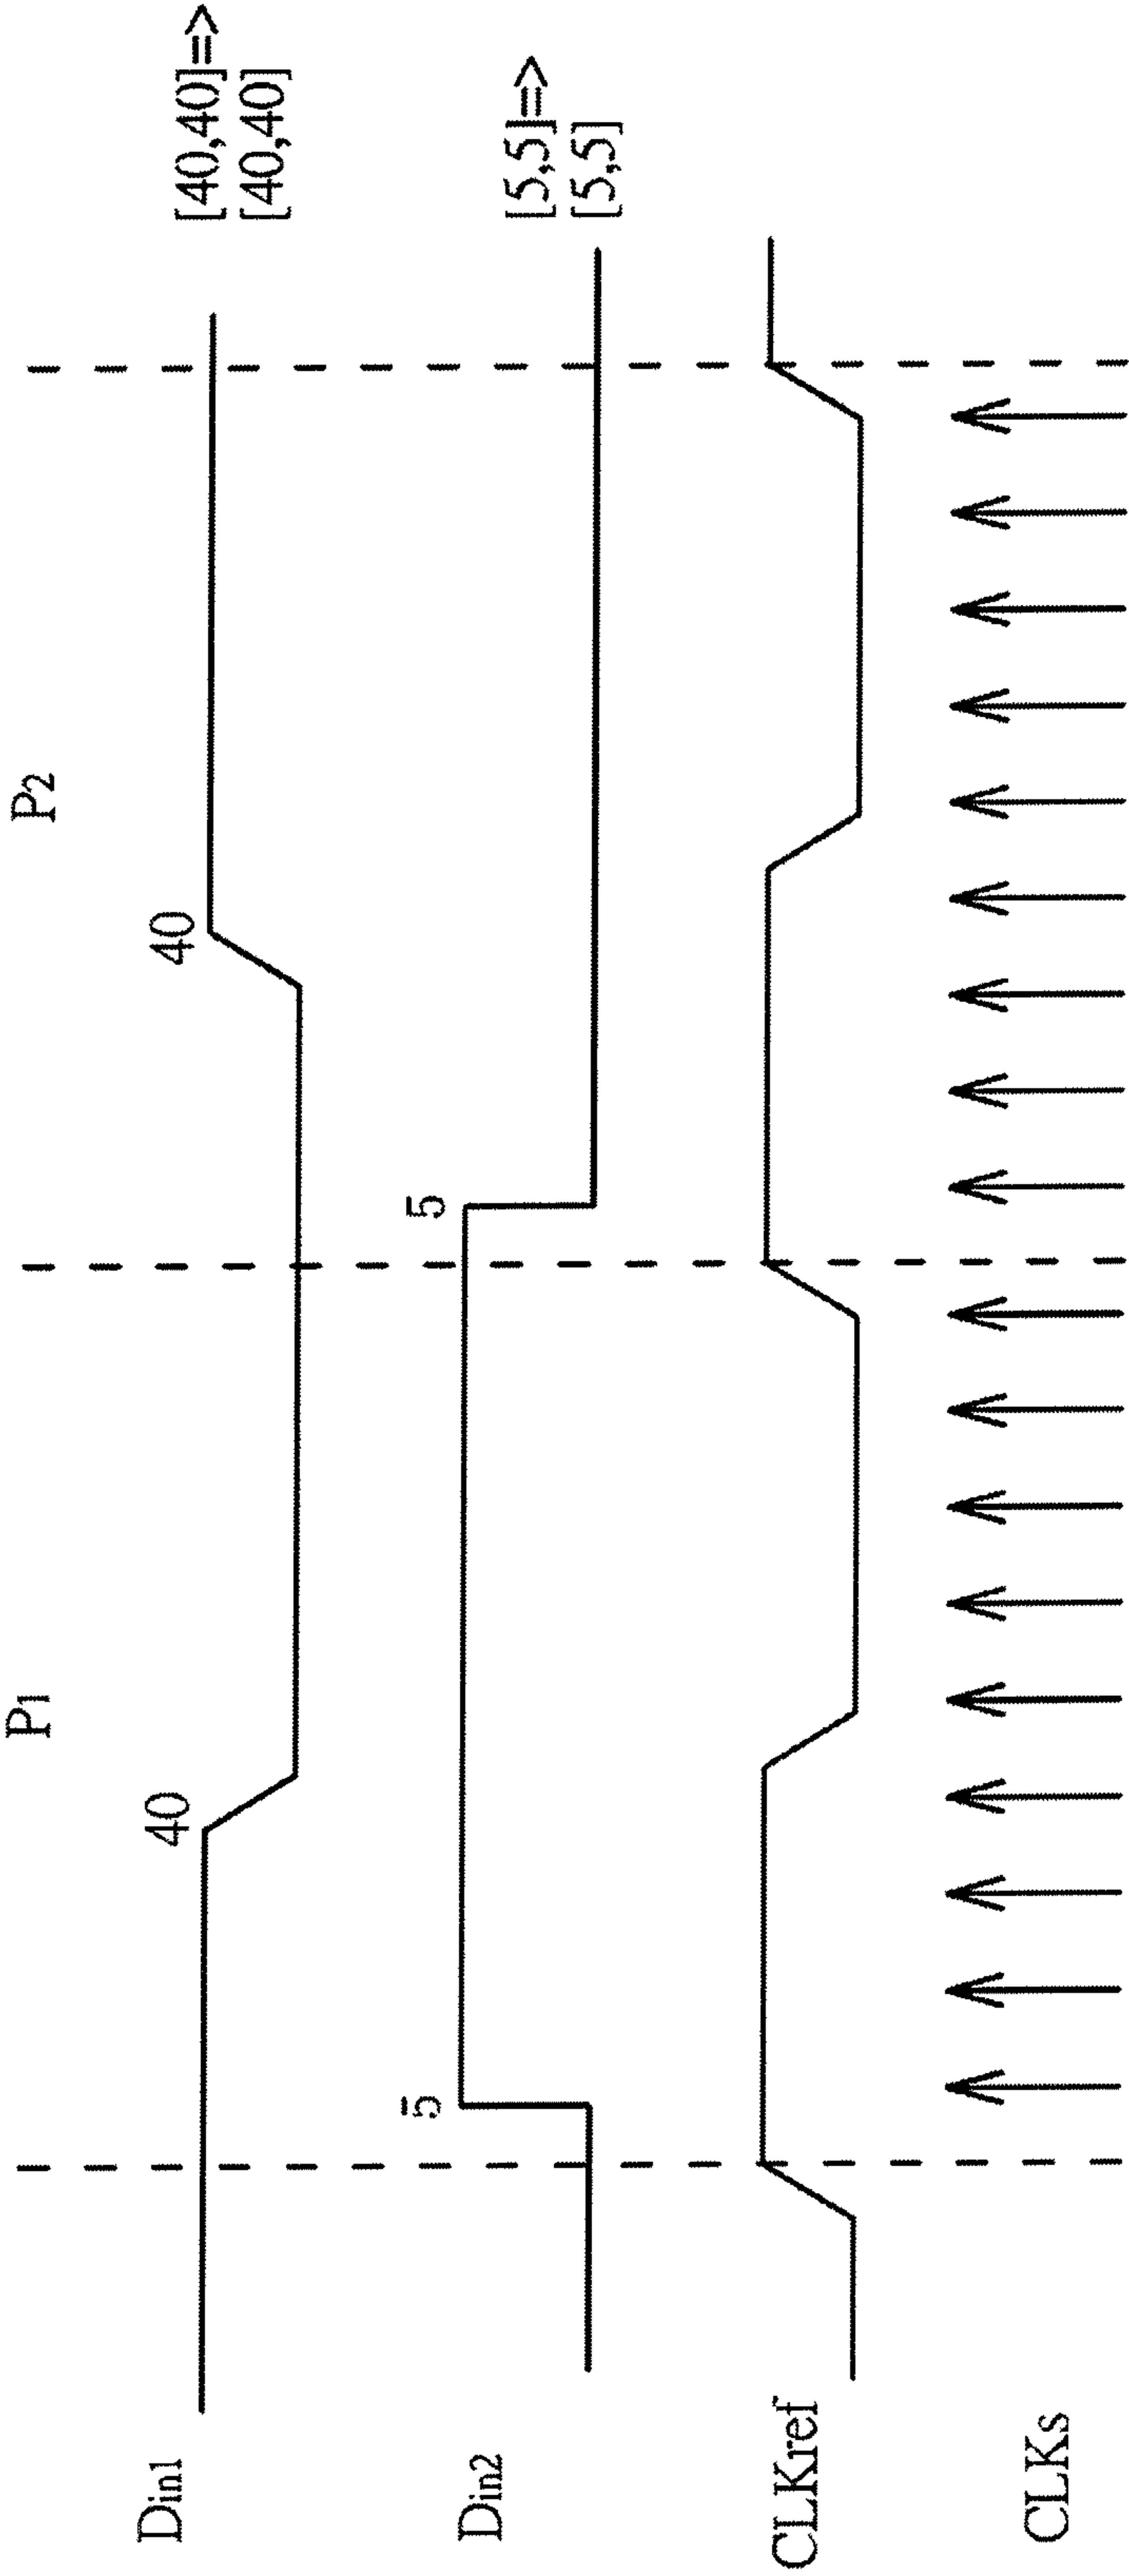 P1
P2
Din1
40
40
[40,40]=>
[40,40]
Din2
5
5
[5,5]=>
[5,5]
CLKref
CLKs